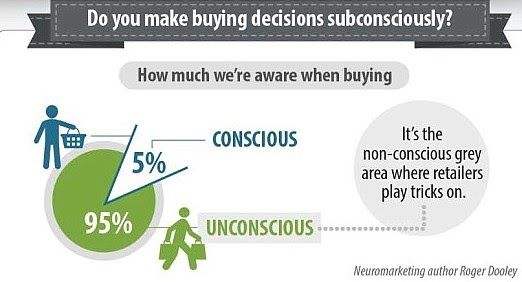 Do you make buying decisions subconsciously?
How much we're aware when buying
CONSCIOUS
5%
95%
UNCONSCIOUS
It's the
non-conscious grey
area where retailers
play tricks on.
Neuromarketing author Roger Dooley